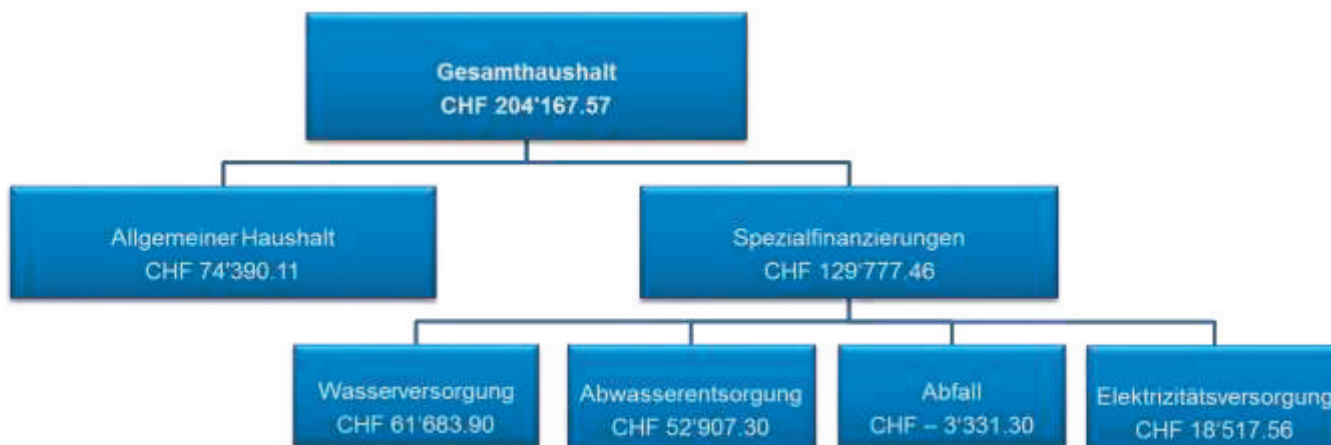 Gesamthaushalt
CHF 204'167.57
Allgemeiner Haushalt
CHF 74'390.11
Spezialfinanzierungen
CHF 129'777.46
Wasserversorgung
CHF 61'683.90
Abwasserentsorgung
CHF 52'907.30
Abfall
CHF – 3'331.30
Elektrizitätsversorgung
CHF 18'517.56